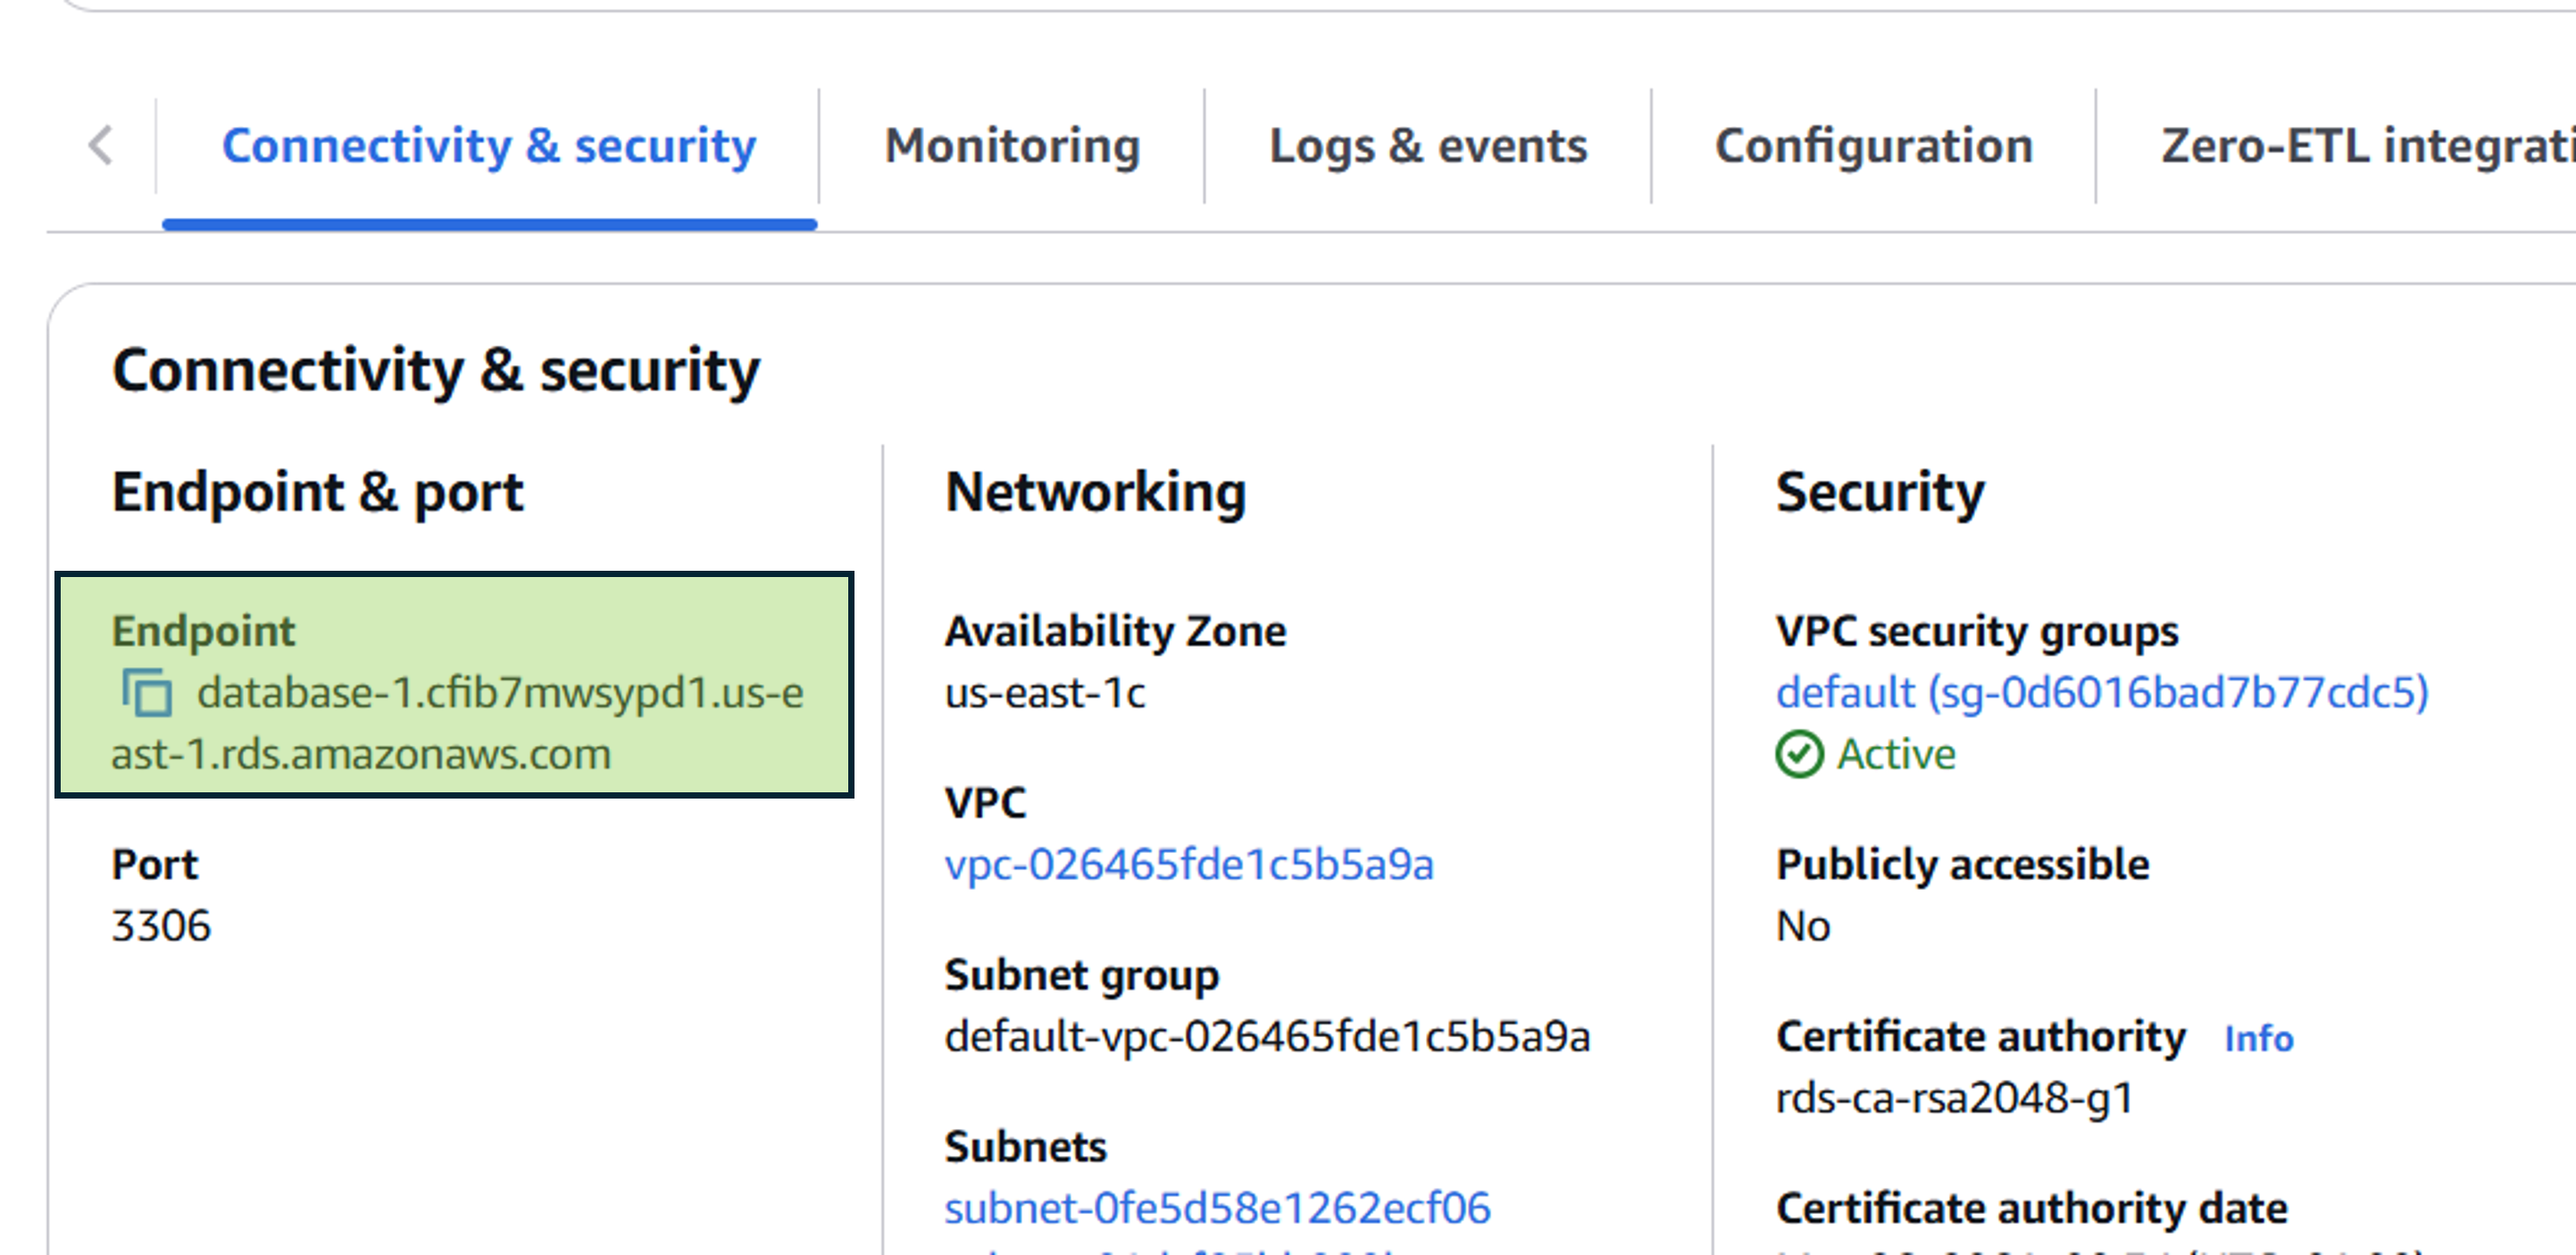 Connectivity & security
Monitoring
Logs & events
Configuration
Zero-ETL
Connectivity & security
Endpoint & port
Endpoint
database-1.cfib7mwsypd1.us-e
ast-1.rds.amazonaws.com
Port
3306
Networking
Availability Zone
us-east-1c
VPC
vpc-026465fde1c5b5a9a
Subnet group
default-vpc-026465fde1c5b5a9a
Subnets
subnet-0fe5d58e1262ecf06
Security
VPC security groups
default (sg-0d6016bad7b77cdc5)
Active
Publicly accessible
No
Certificate authority Info
rds-ca-rsa2048-g1
Certificate authority date